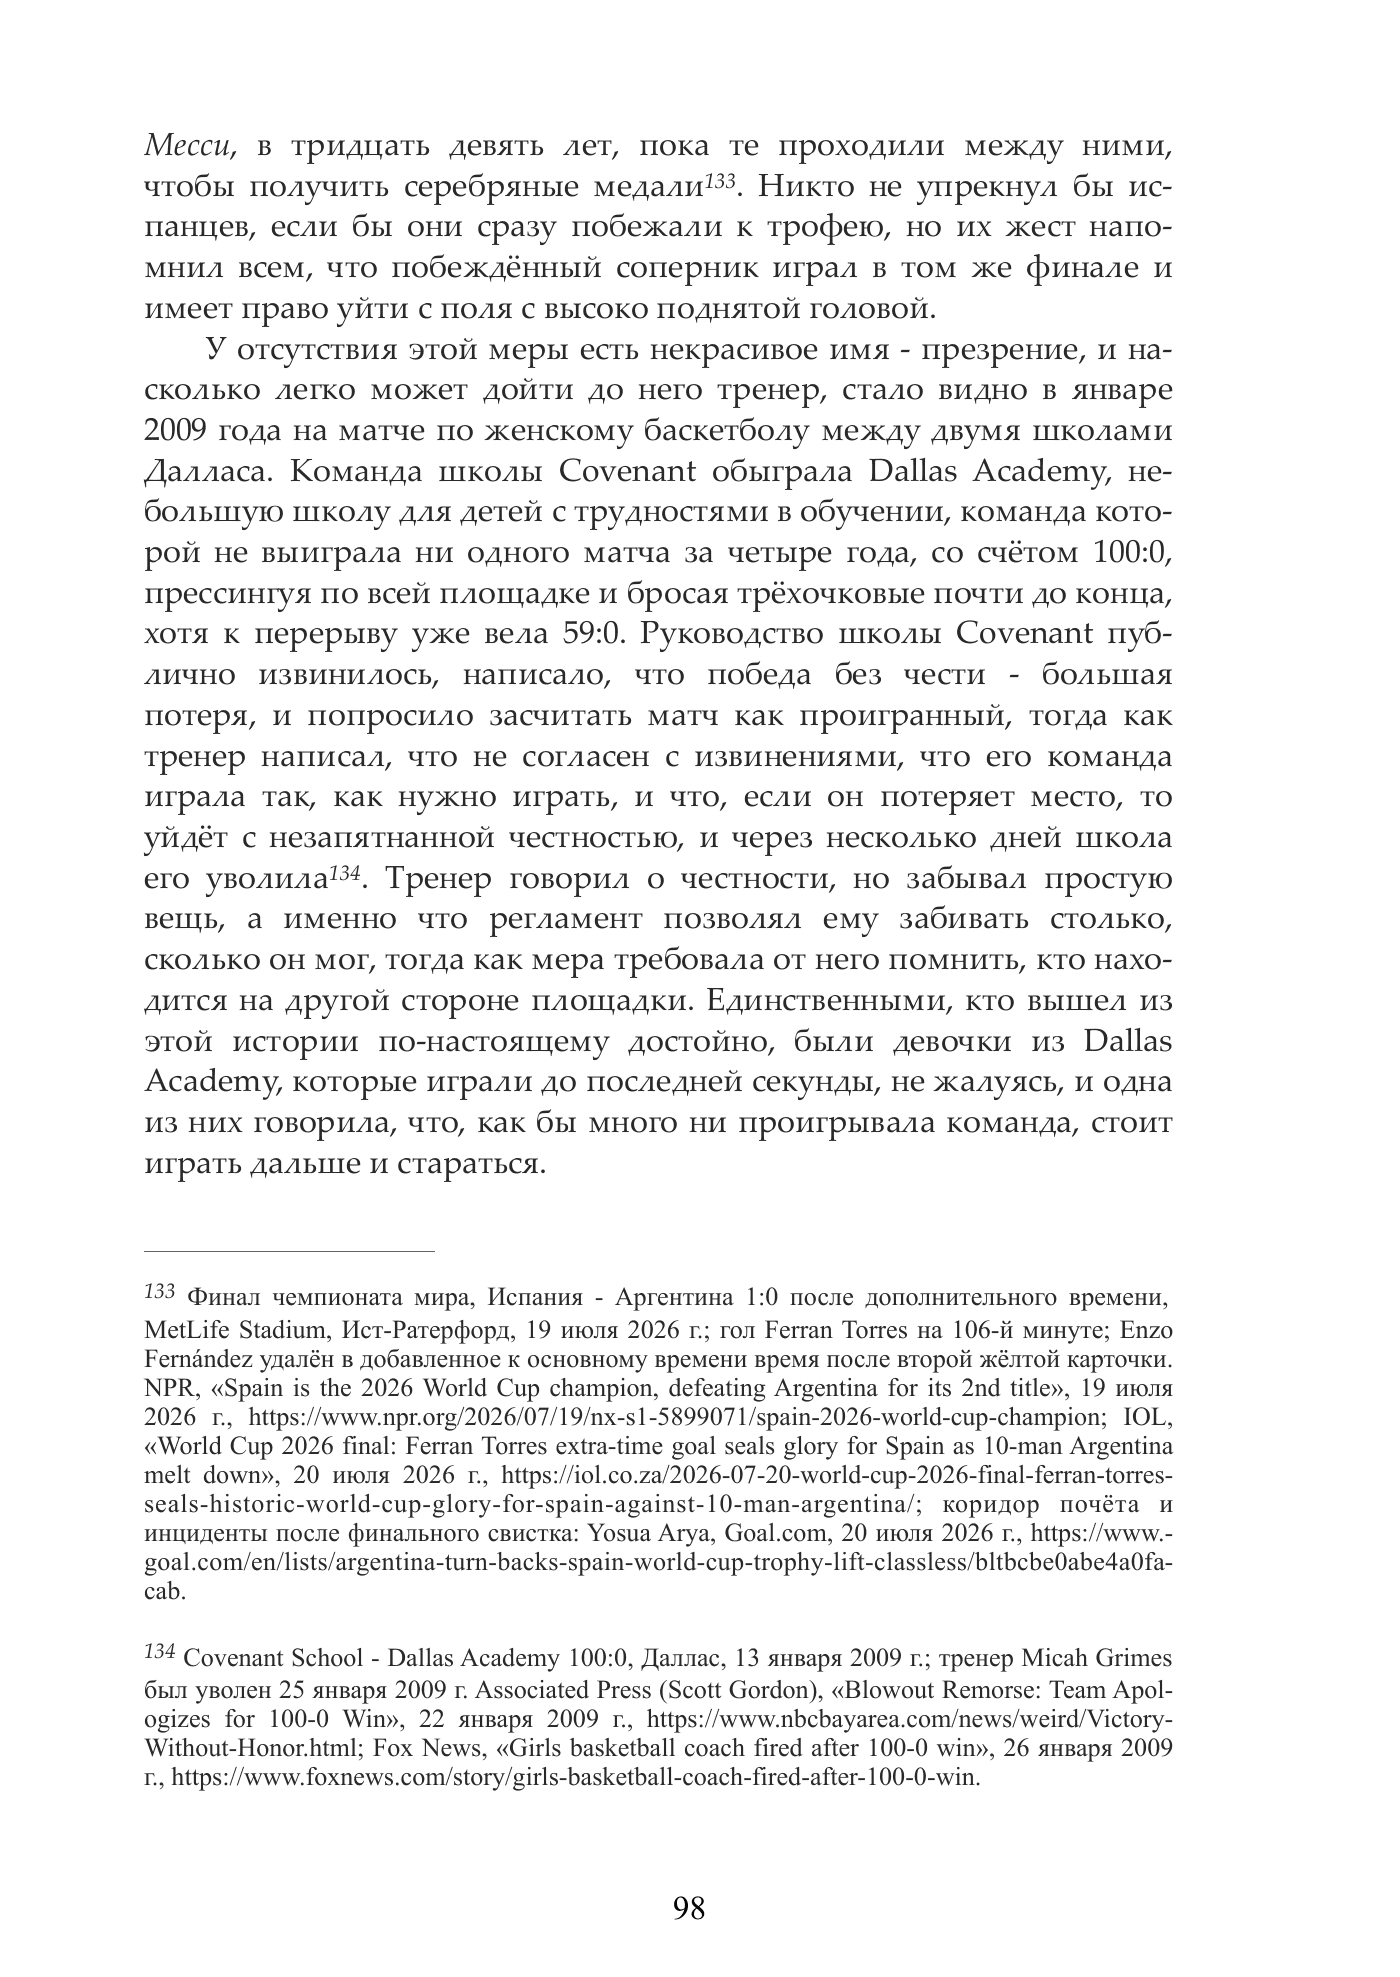 Месси, в тридцать девять лет, пока те проходили между ними,
чтобы получить серебряные медали133. Никто не упрекнул бы ис-
панцев, если бы они сразу побежали к трофею, но их жест напо-
мнил всем, что побеждённый соперник играл в том же финале и
имеет право уйти с поля с высоко поднятой головой.
У отсутствия этой меры есть некрасивое имя - презрение, и на-
сколько легко может дойти до него тренер, стало видно в январе
2009 года на матче по женскому баскетболу между двумя школами
Далласа. Команда школы Covenant обыграла Dallas Academy, не-
большую школу для детей с трудностями в обучении, команда кото-
рой не выиграла ни одного матча за четыре года, со счётом 100:0,
прессингуя по всей площадке и бросая трёхочковые почти до конца,
хотя к перерыву уже вела 59:0. Руководство школы Covenant пуб-
лично извинилось, написало, что победа без чести - большая
потеря, и попросило засчитать матч как проигранный, тогда как
тренер написал, что не согласен с извинениями, что его команда
играла так, как нужно играть, и что, если он потеряет место, то
уйдёт с незапятнанной честностью, и через несколько дней школа
его уволила134. Тренер говорил о честности, но забывал простую
вещь, а именно что регламент позволял ему забивать столько,
сколько он мог, тогда как мера требовала от него помнить, кто нахо-
дится на другой стороне площадки. Единственными, кто вышел из
этой истории по-настоящему достойно, были девочки из Dallas
Academy, которые играли до последней секунды, не жалуясь, и одна
из них говорила, что, как бы много ни проигрывала команда, стоит
играть дальше и стараться.
133 Финал чемпионата мира, Испания - Аргентина 1:0 после дополнительного времени,
MetLife Stadium, Ист-Ратерфорд, 19 июля 2026 г.; гол Ferran Torres на 106-й минуте; Enzo
Fernández удалён в добавленное к основному времени время после второй жёлтой карточки.
NPR, «Spain is the 2026 World Cup champion, defeating Argentina for its 2nd title», 19 июля
2026 г., https://www.npr.org/2026/07/19/nx-s1-5899071/spain-2026-world-cup-champion; IOL,
«World Cup 2026 final: Ferran Torres extra-time goal seals glory for Spain as 10-man Argentina
melt down», 20 июля 2026 г., https://iol.co.za/2026-07-20-world-cup-2026-final-ferran-torres-
seals-historic-world-cup-glory-for-spain-against-10-man-argentina/; коридор почёта и
инциденты после финального свистка: Yosua Arya, Goal.com, 20 июля 2026 г., https://www.-
goal.com/en/lists/argentina-turn-backs-spain-world-cup-trophy-lift-classless/bltbcbe0abe4a0fa-
cab.
134 Covenant School - Dallas Academy 100:0, Даллас, 13 января 2009 г.; тренер Micah Grimes
был уволен 25 января 2009 г. Associated Press (Scott Gordon), «Blowout Remorse: Team Apol-
ogizes for 100-0 Win», 22 января 2009 г., https://www.nbcbayarea.com/news/weird/Victory-
Without-Honor.html; Fox News, «Girls basketball coach fired after 100-0 win», 26 января 2009
г., https://www.foxnews.com/story/girls-basketball-coach-fired-after-100-0-win.
98